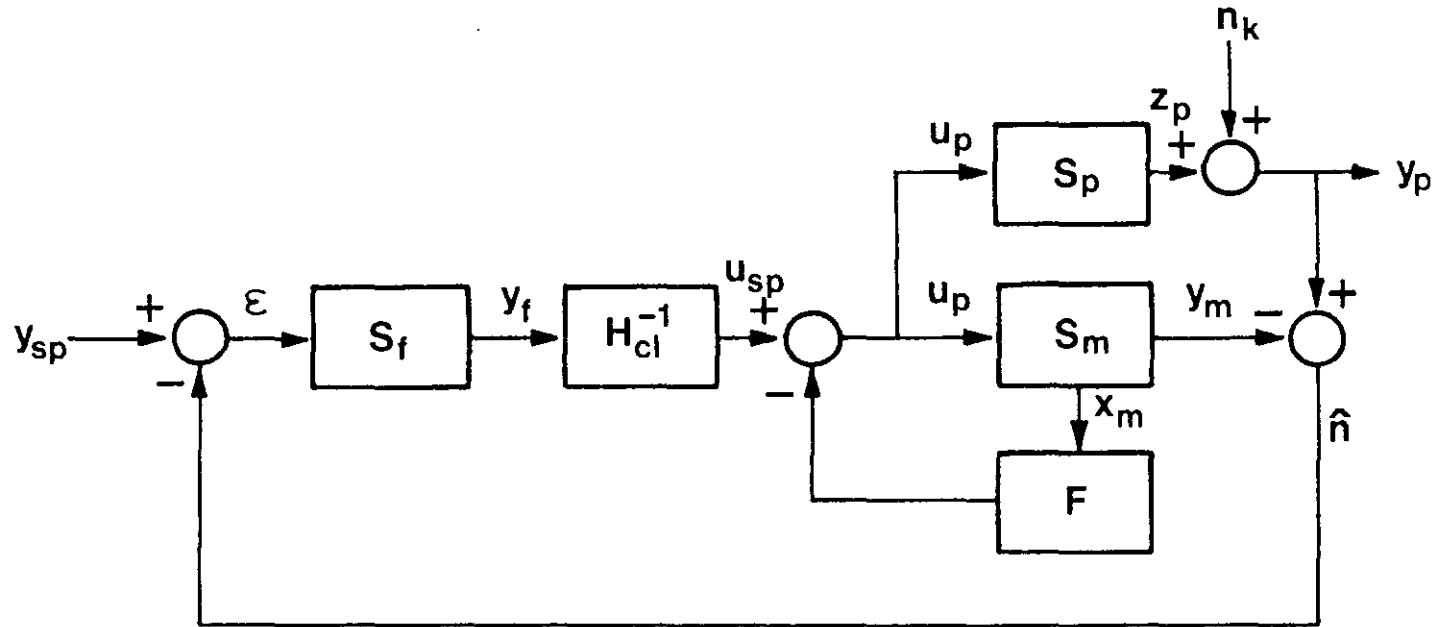 n_k
z_p
+
+
u_p
S_p
y_p
u_sp
+
y_sp
+
ε
S_f
y_f
H_cl^-1
+
u_p
S_m
y_m
−
−
−
x_m
n̂
F